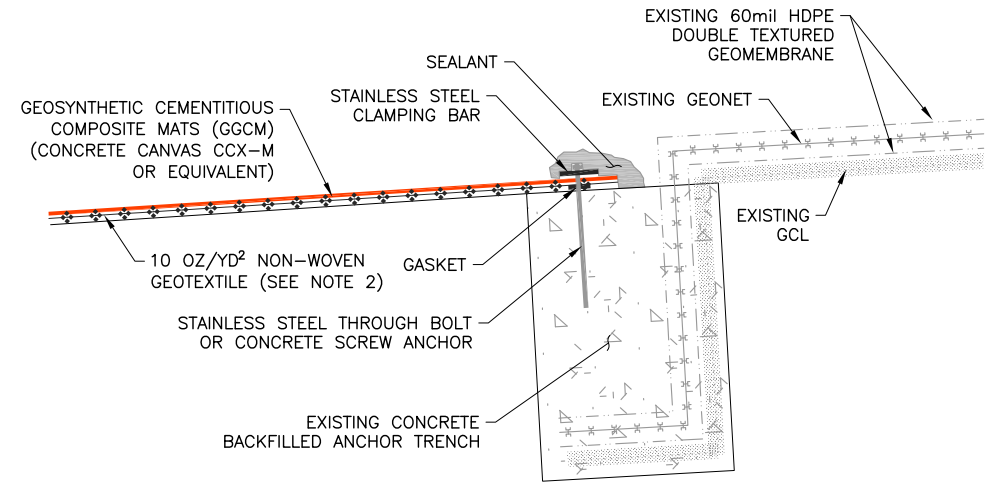 EXISTING 60mil HDPE
DOUBLE TEXTURED
GEOMEMBRANE
SEALANT
STAINLESS STEEL
CLAMPING BAR
EXISTING GEONET
GEOSYNTHETIC CEMENTITIOUS
COMPOSITE MATS (GGCM)
(CONCRETE CANVAS CCX-M
OR EQUIVALENT)
EXISTING
GCL
10 OZ/YD² NON-WOVEN
GEOTEXTILE (SEE NOTE 2)
GASKET
STAINLESS STEEL THROUGH BOLT
OR CONCRETE SCREW ANCHOR
EXISTING CONCRETE
BACKFILLED ANCHOR TRENCH